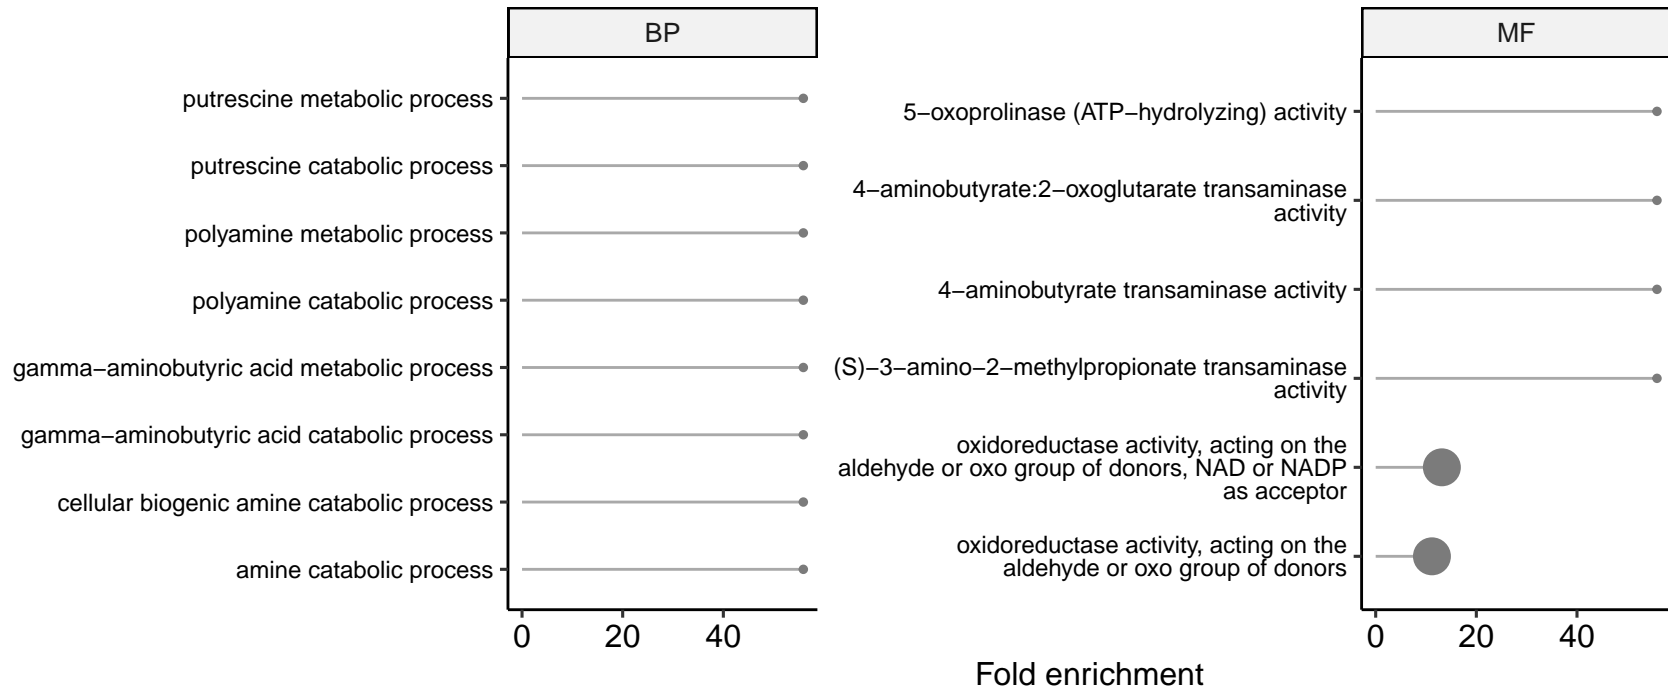 BP
putrescine metabolic process
putrescine catabolic process
polyamine metabolic process
polyamine catabolic process
gamma−aminobutyric acid metabolic process
gamma−aminobutyric acid catabolic process
cellular biogenic amine catabolic process
amine catabolic process
0 20 40
MF
5−oxoprolinase (ATP−hydrolyzing) activity
4−aminobutyrate:2−oxoglutarate transaminase
activity
4−aminobutyrate transaminase activity
(S)−3−amino−2−methylpropionate transaminase
activity
oxidoreductase activity, acting on the
aldehyde or oxo group of donors, NAD or NADP
as acceptor
oxidoreductase activity, acting on the
aldehyde or oxo group of donors
0 20 40
Fold enrichment